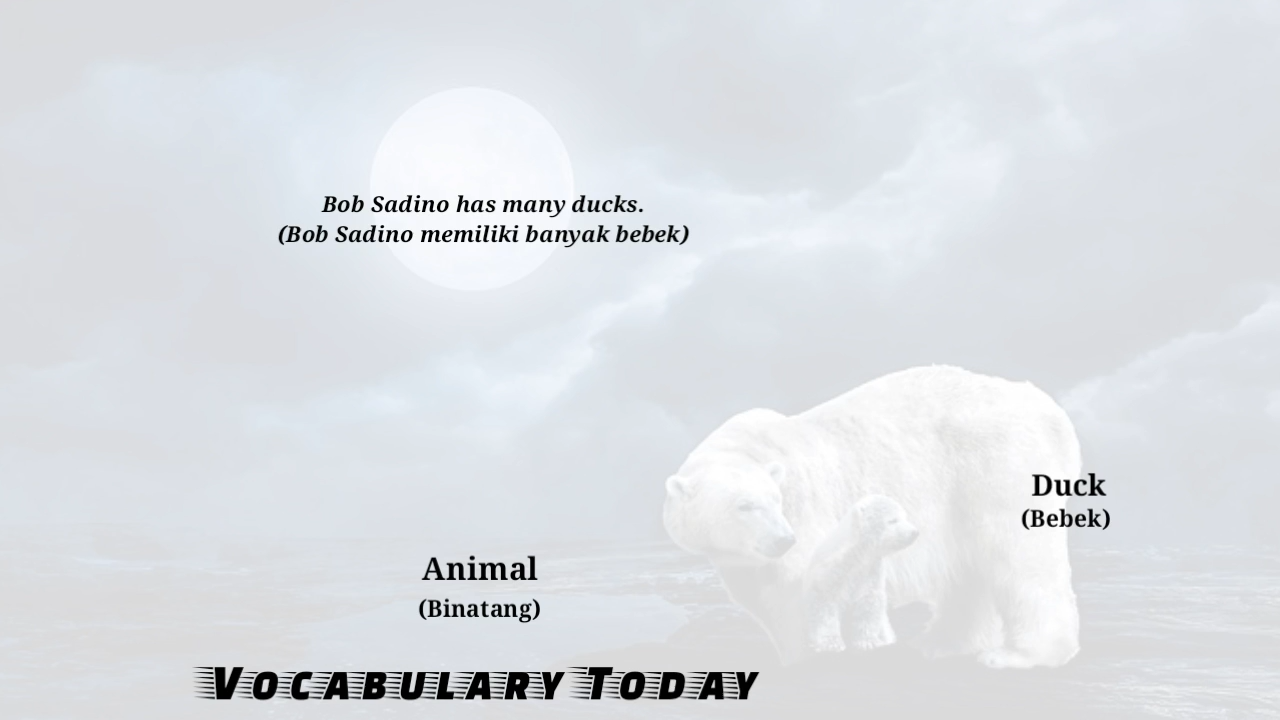 Bob Sadino has many ducks.
(Bob Sadino memiliki banyak bebek)
Duck
(Bebek)
Animal
(Binatang)
Vocabulary Today